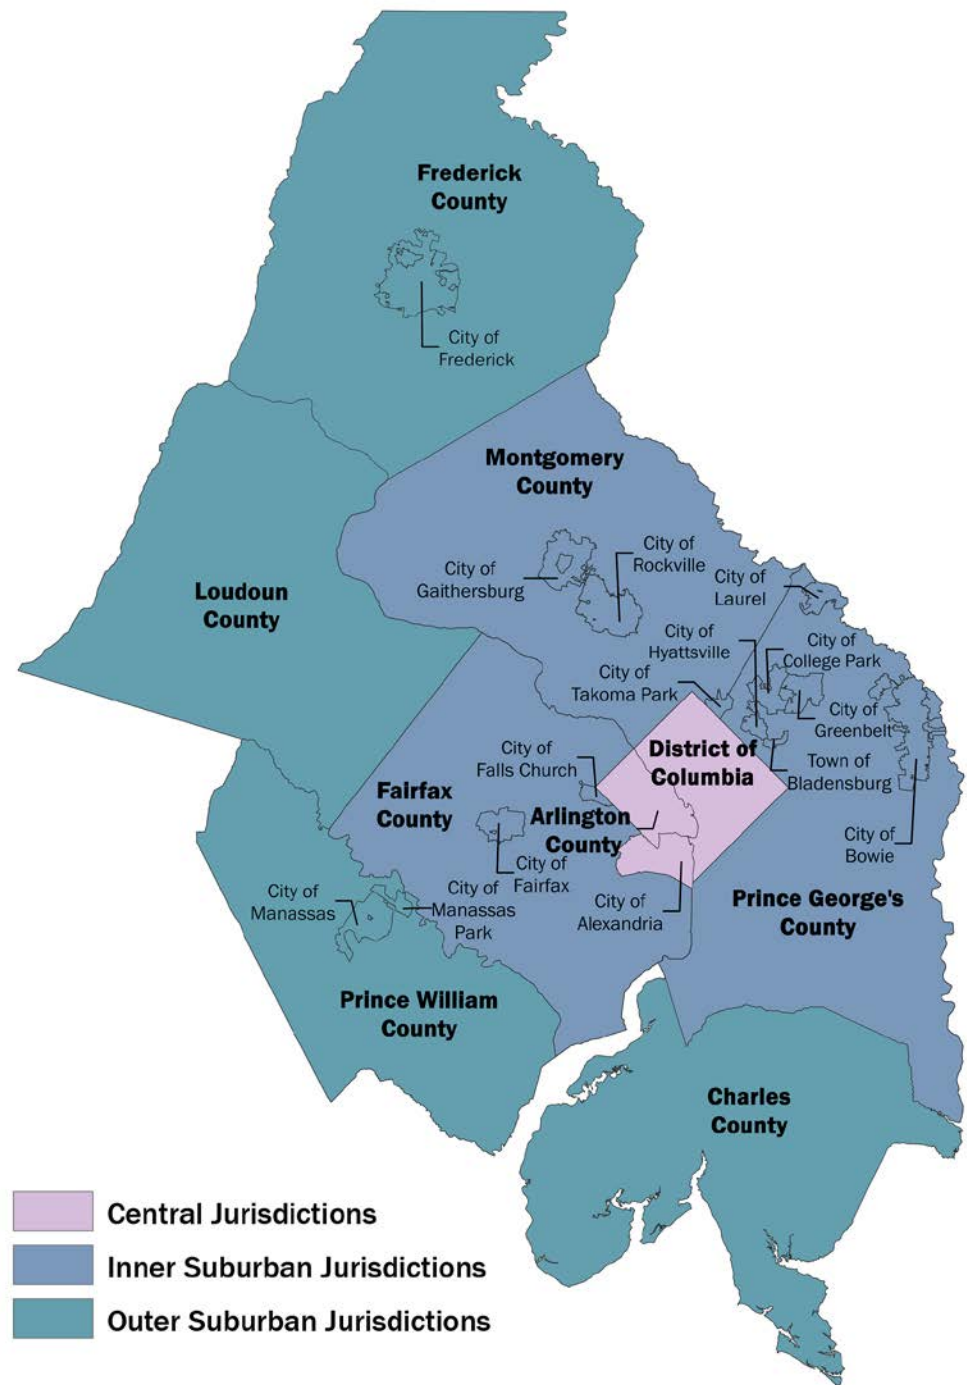 Frederick
County
City of
Frederick
Montgomery
County
City of
Rockville
City of
Gaithersburg
City of
Laurel
Loudoun
County
City of
Hyattsville
City of
College Park
City of
Takoma Park
City of
Greenbelt
City of
Falls Church
District of
Columbia
Town of
Bladensburg
Fairfax
County
Arlington
County
City of
Bowie
City of
Fairfax
City of
Manassas
City of
Manassas
Park
City of
Alexandria
Prince George's
County
Prince William
County
Charles
County
Central Jurisdictions
Inner Suburban Jurisdictions
Outer Suburban Jurisdictions